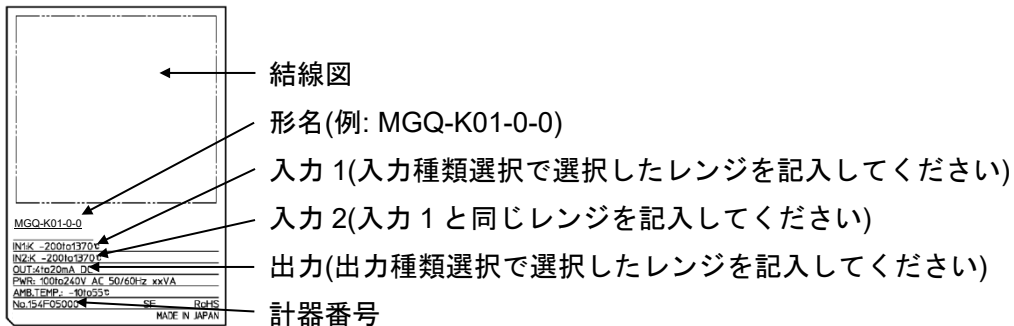 結線図
形名(例: MGQ-K01-0-0)
入力 1(入力種類選択で選択したレンジを記入してください)
入力 2(入力 1 と同じレンジを記入してください)
出力(出力種類選択で選択したレンジを記入してください)
計器番号
MGQ-K01-0-0
IN1:K -200to1370℃
IN2:K -200to1370℃
OUT:4to20mA DC
PWR: 100to240V AC 50/60Hz xxVA
AMB.TEMP.: -10to55℃
No.154F05000 SE RoHS
MADE IN JAPAN